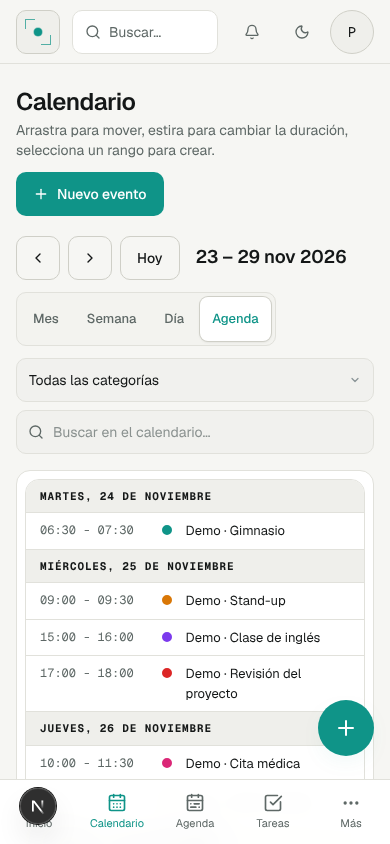 Buscar...
P
Calendario
Arrastra para mover, estira para cambiar la duración,
selecciona un rango para crear.
Nuevo evento
Hoy
23 – 29 nov 2026
Mes
Semana
Día
Agenda
Todas las categorías
Buscar en el calendario...
MARTES, 24 DE NOVIEMBRE
06:30 - 07:30 Demo · Gimnasio
MIÉRCOLES, 25 DE NOVIEMBRE
09:00 - 09:30 Demo · Stand-up
15:00 - 16:00 Demo · Clase de inglés
17:00 - 18:00 Demo · Revisión del
proyecto
JUEVES, 26 DE NOVIEMBRE
10:00 - 11:30 Demo · Cita médica
N
Inicio
Calendario
Agenda
Tareas
Más